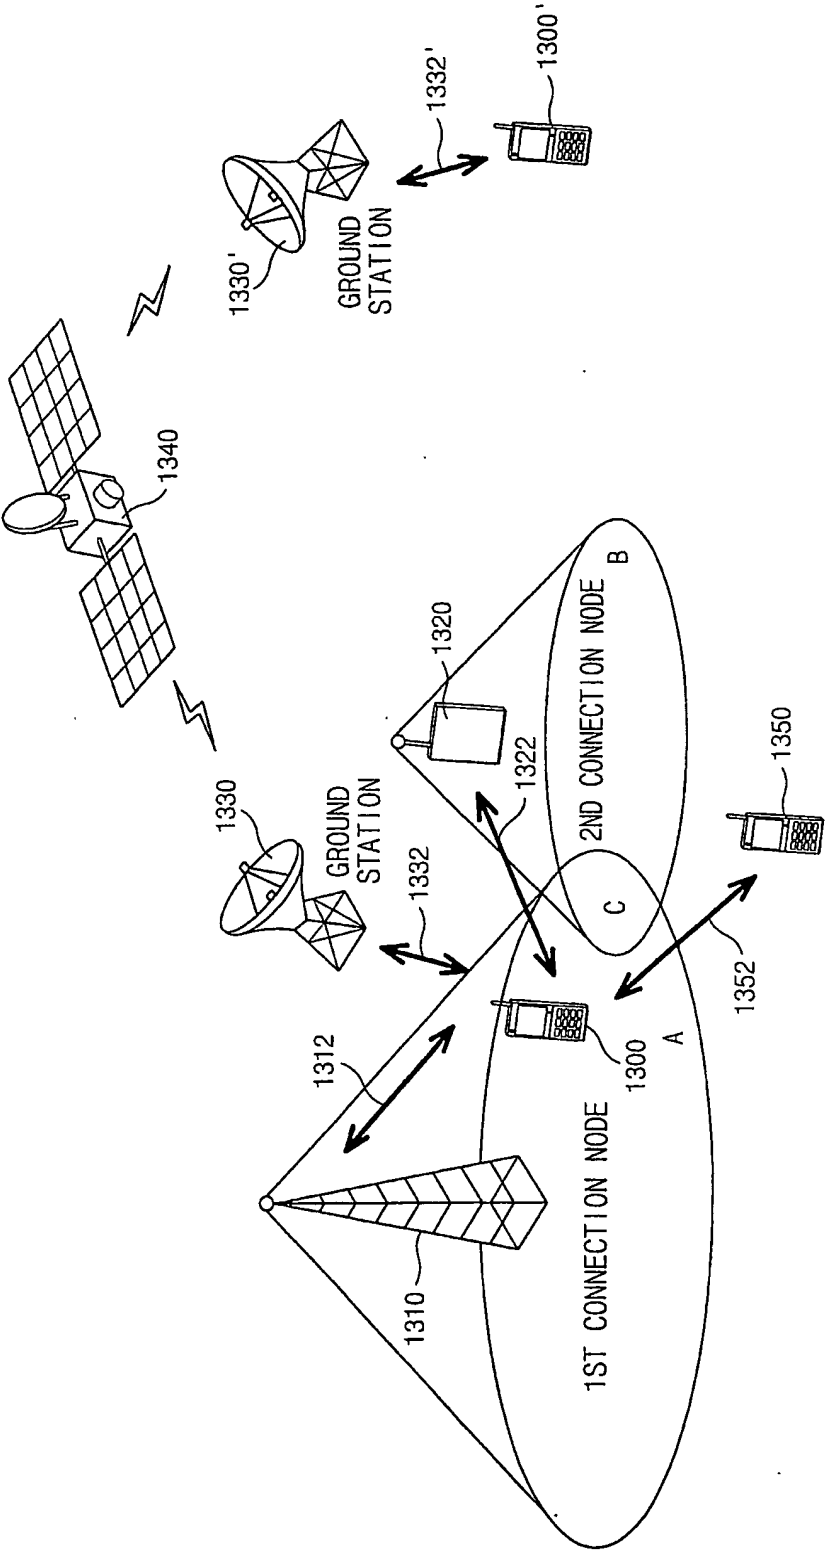 1340
1330
GROUND
STATION
1332
1330'
GROUND
STATION
1332'
1300'
1312
1310
1320
1322
1300
1ST CONNECTION NODE
A
C
2ND CONNECTION NODE
B
1352
1350